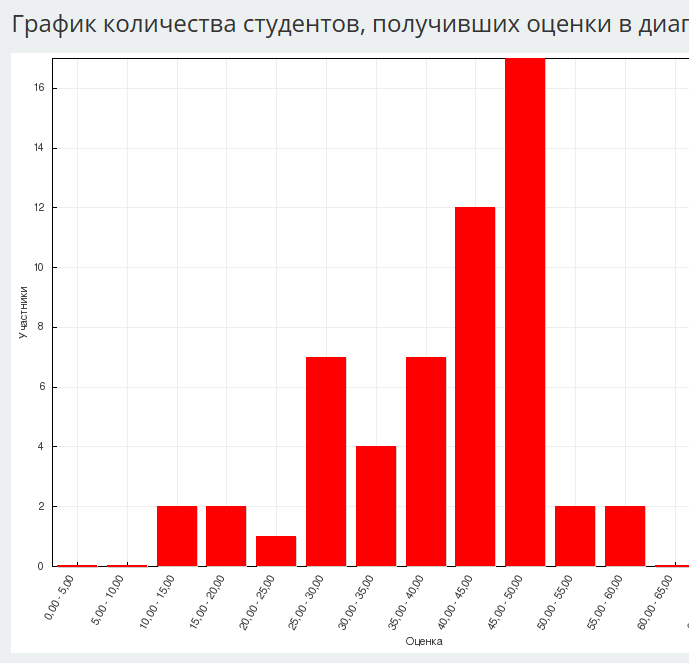 График количества студентов, получивших оценки в диап
16
14
12
10
8
6
4
2
0
Участники
0,00 - 5,00
5,00 - 10,00
10,00 - 15,00
15,00 - 20,00
20,00 - 25,00
25,00 - 30,00
30,00 - 35,00
35,00 - 40,00
40,00 - 45,00
45,00 - 50,00
50,00 - 55,00
55,00 - 60,00
60,00 - 65,00
Оценка